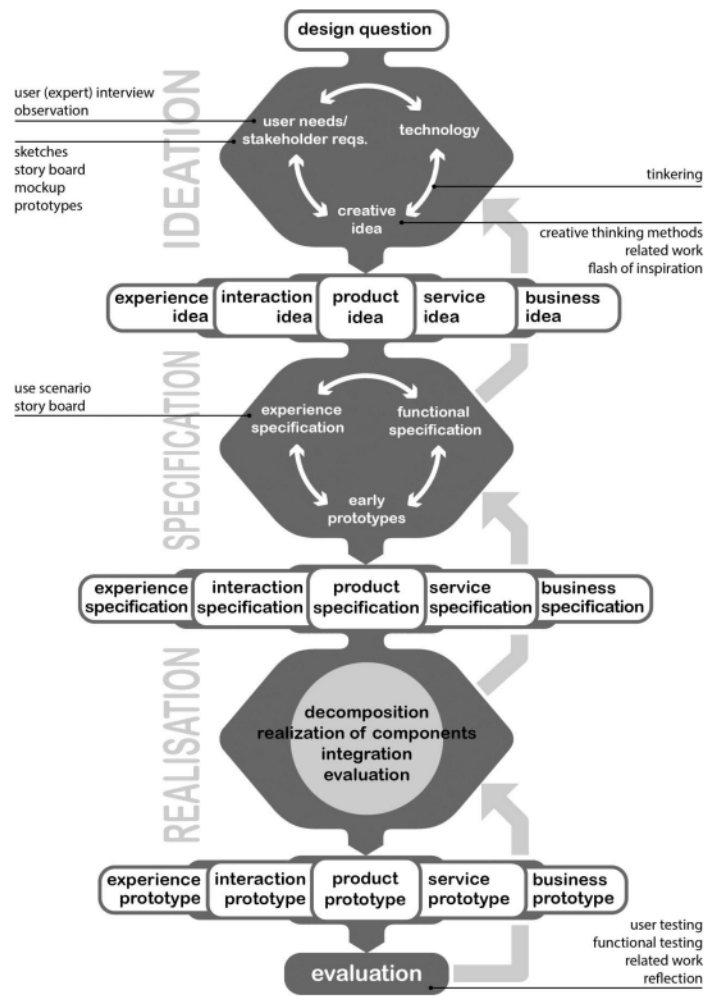 design question
IDEATION
user (expert) interview
observation
user needs/
stakeholder reqs.
technology
sketches
story board
mockup
prototypes
tinkering
creative
idea
creative thinking methods
related work
flash of inspiration
experience
idea
interaction
idea
product
idea
service
idea
business
idea
SPECIFICATION
use scenario
story board
experience
specification
functional
specification
early
prototypes
experience
specification
interaction
specification
product
specification
service
specification
business
specification
REALISATION
decomposition
realization of components
integration
evaluation
experience
prototype
interaction
prototype
product
prototype
service
prototype
business
prototype
user testing
functional testing
related work
reflection
evaluation